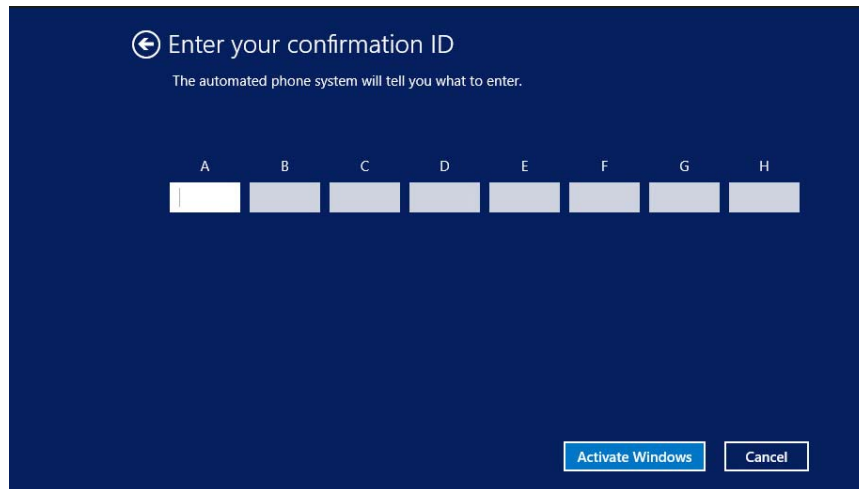 Enter your confirmation ID
The automated phone system will tell you what to enter.
A B C D E F G H
Activate Windows Cancel